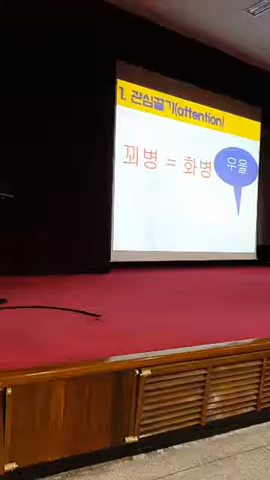 1. 관심끌기(attention)
꾀병 = 화병
우울